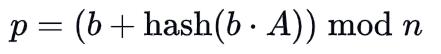 p = (b + hash(b · A)) mod n